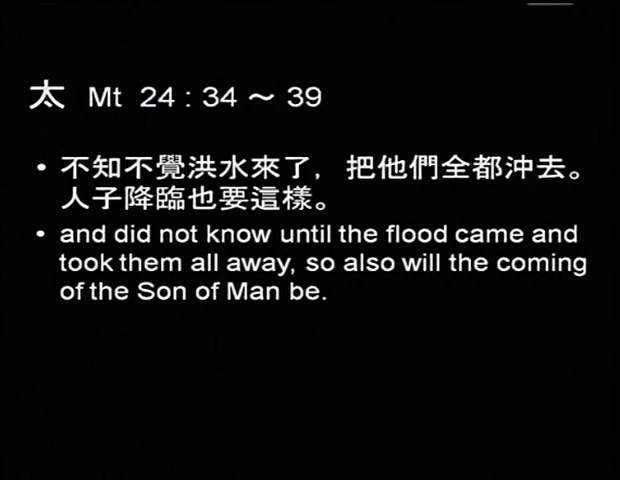 太 Mt 24 : 34 ～ 39
• 不知不覺洪水來了，把他們全都沖去。
人子降臨也要這樣。
• and did not know until the flood came and
took them all away, so also will the coming
of the Son of Man be.